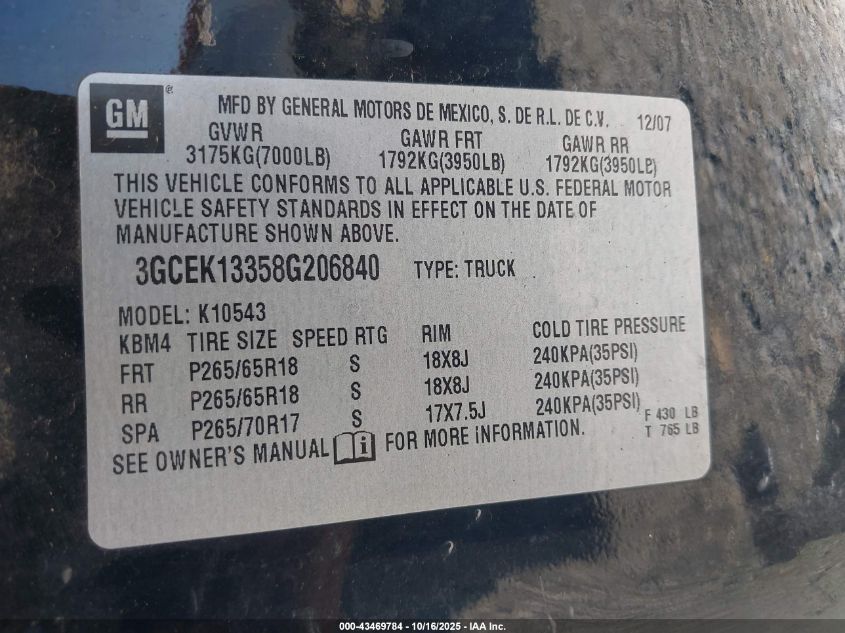 GM ® MFD BY GENERAL MOTORS DE MEXICO, S. DE R.L. DE C.V. 12/07
GVWR GAWR FRT GAWR RR
3175KG(7000LB) 1792KG(3950LB) 1792KG(3950LB)
THIS VEHICLE CONFORMS TO ALL APPLICABLE U.S. FEDERAL MOTOR
VEHICLE SAFETY STANDARDS IN EFFECT ON THE DATE OF
MANUFACTURE SHOWN ABOVE.
3GCEK13358G206840 TYPE: TRUCK
MODEL: K10543
KBM4 TIRE SIZE SPEED RTG RIM COLD TIRE PRESSURE
FRT P265/65R18 S 18X8J 240KPA(35PSI)
RR P265/65R18 S 18X8J 240KPA(35PSI)
SPA P265/70R17 S 17X7.5J 240KPA(35PSI) F 430 LB
T 765 LB
SEE OWNER'S MANUAL i FOR MORE INFORMATION.
000-43469784 - 10/16/2025 - IAA Inc.